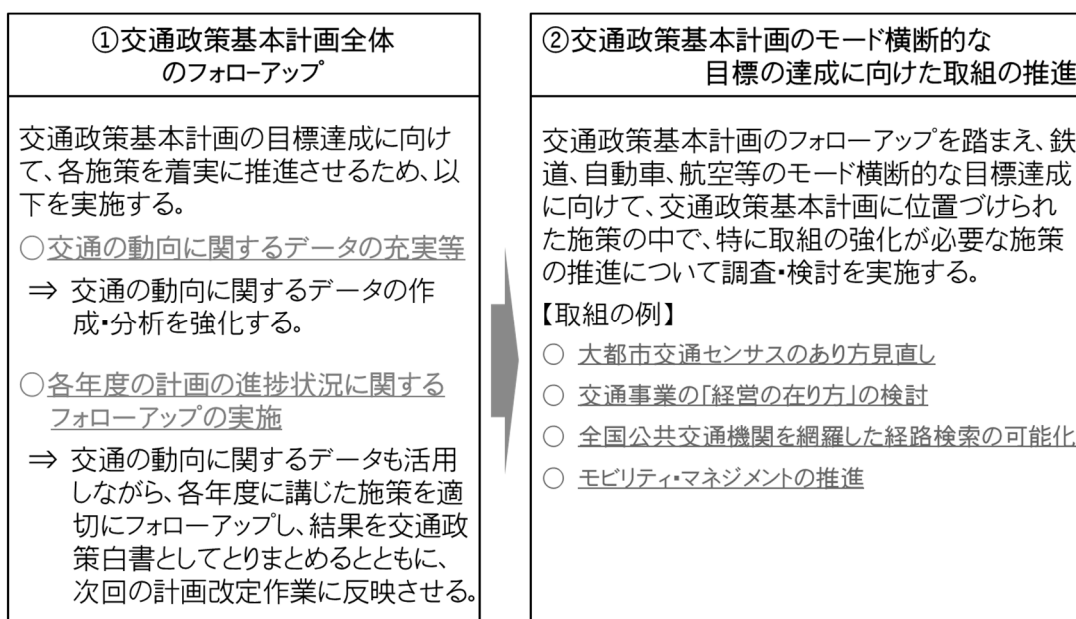 ①交通政策基本計画全体
のフォローアップ
交通政策基本計画の目標達成に向け
て、各施策を着実に推進させるため、以
下を実施する。
○交通の動向に関するデータの充実等
⇒ 交通の動向に関するデータの作
成・分析を強化する。
○各年度の計画の進捗状況に関する
フォローアップの実施
⇒ 交通の動向に関するデータも活用
しながら、各年度に講じた施策を適
切にフォローアップし、結果を交通政
策白書としてとりまとめるとともに、
次回の計画改定作業に反映させる。
②交通政策基本計画のモード横断的な
目標の達成に向けた取組の推進
交通政策基本計画のフォローアップを踏まえ、鉄
道、自動車、航空等のモード横断的な目標達成
に向けて、交通政策基本計画に位置づけられ
た施策の中で、特に取組の強化が必要な施策
の推進について調査・検討を実施する。
【取組の例】
○ 大都市交通センサスのあり方見直し
○ 交通事業の「経営の在り方」の検討
○ 全国公共交通機関を網羅した経路検索の可能化
○ モビリティ・マネジメントの推進